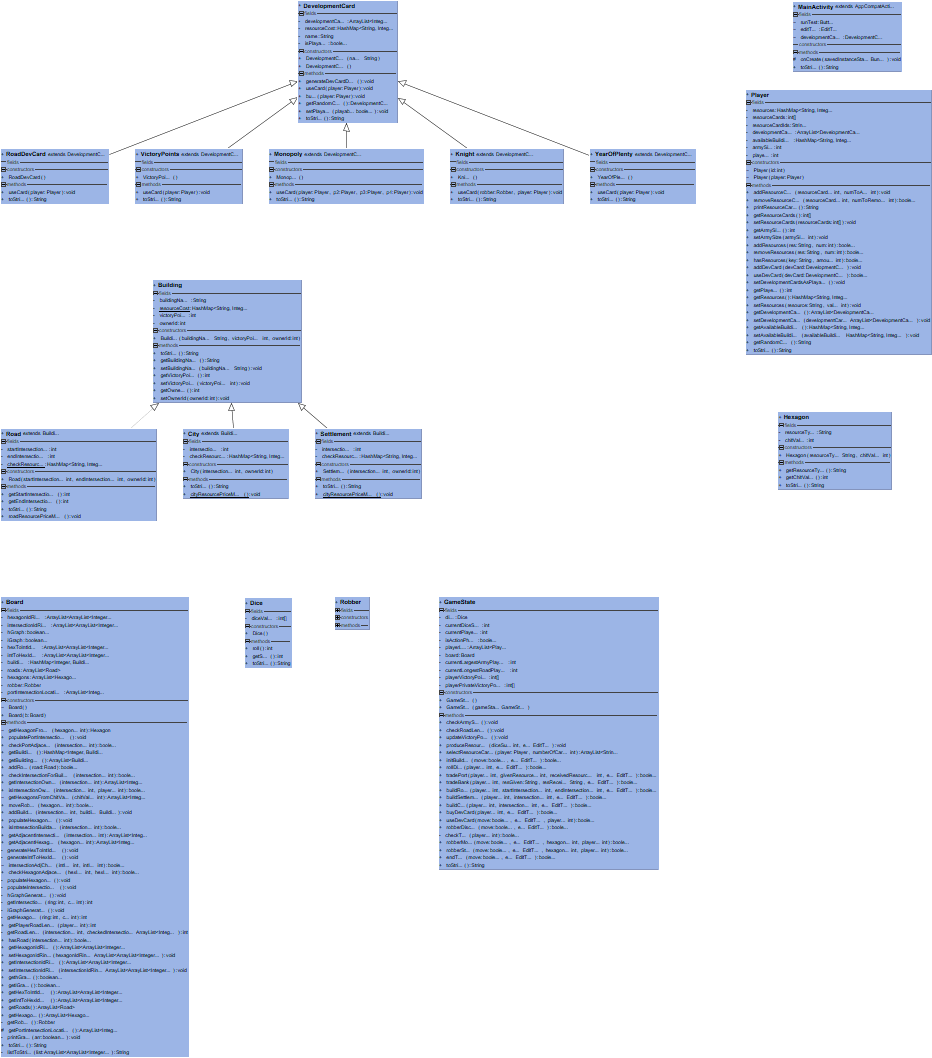 DevelopmentCard
fields
developmentCa... :ArrayList<Integ...
resourceCost:HashMap<String, Integ...
name:String
isPlaya... :boole...
constructors
DevelopmentC... (na... String)
DevelopmentC... ()
methods
generateDevCardD... ():void
useCard(player: Player):void
bu... (player: Player):void
getRandomC... ():DevelopmentC...
setPlaya... (playab... boole... ):void
toStri... ():String
MainActivity extends AppCompatActi...
fields
runTest: Butt...
editT... :EditT...
developmentCa... :DevelopmentC...
constructors
methods
onCreate(savedInstanceSta... Bun... ):void
toStri... ():String
Player
fields
resources:HashMap<String, Integ...
resourceCards:int[]
resourceCardIds:Strin...
developmentCa... :ArrayList<DevelopmentCa...
availableBuildi... :HashMap<String, Integ...
armySi... :int
playe... :int
constructors
Player(id int)
Player(player:Player)
methods
addResourceC... (resourceCard... int, numToA... int):void
removeResourceC... (resourceCard... int, numToRemo... int):boole...
printResourceCar... ():String
getResourceCards():int[]
setResourceCards(resourceCards:int[]):void
getArmySi... ():int
setArmySize(armySi... int):void
addResources(res:String, num:int):boole...
removeResources(res:String, num:int):boole...
hasResources(key:String, amou... int):boole...
addDevCard(devCard:DevelopmentC... ):void
useDevCard(devCard:DevelopmentC... ):boole...
setDevelopmentCardsAsPlaya... ():void
getPlaye... ():int
getResources():HashMap<String, Integ...
setResources(resource:String, val... int):void
getDevelopmentCa... ():ArrayList<DevelopmentCa...
setDevelopmentCa... (developmentCar... ArrayList<DevelopmentCa... ):void
getAvailableBuildi... ():HashMap<String, Integ...
setAvailableBuildi... (availableBuildi... HashMap<String, Integ... ):void
getRandomC... ():String
toStri... ():String
RoadDevCard extends DevelopmentC...
fields
constructors
RoadDevCard()
methods
useCard(player:Player):void
toStri... ():String
VictoryPoints extends DevelopmentC...
fields
constructors
VictoryPoi... ()
methods
useCard(player:Player):void
toStri... ():String
Monopoly extends DevelopmentC...
fields
constructors
Monop... ()
methods
useCard(player:Player, p2:Player, p3:Player, p4:Player):void
toStri... ():String
Knight extends DevelopmentC...
fields
constructors
Kni... ()
methods
useCard(robber:Robber, player:Player):void
toStri... ():String
YearOfPlenty extends DevelopmentC...
fields
constructors
YearOfPle... ()
methods
useCard(player:Player):void
toStri... ():String
Building
fields
buildingNa... :String
resourceCost:HashMap<String, Integ...
victoryPoi... :int
ownerId:int
constructors
Buildi... (buildingNa... String, victoryPoi... int, ownerId:int)
methods
toStri... ():String
getBuildingNa... ():String
setBuildingNa... (buildingNa... String):void
getVictoryPoi... ():int
setVictoryPoi... (victoryPoi... int):void
getOwne... ():int
setOwnerId(ownerId:int):void
Road extends Buildi...
fields
startIntersection... :int
endIntersectio... :int
checkResourc... :HashMap<String, Integ...
constructors
Road(startIntersection... int, endIntersection... int, ownerId:int)
methods
getStartIntersectio... ():int
getEndIntersectio... ():int
toStri... ():String
roadResourcePriceM... ():void
City extends Buildi...
fields
intersectio... :int
checkResourc... :HashMap<String, Integ...
constructors
City(intersection... int, ownerId:int)
methods
toStri... ():String
cityResourcePriceM... ():void
Settlement extends Buildi...
fields
intersectio... :int
checkResourc... :HashMap<String, Integ...
constructors
Settlem... (intersection... int, ownerId:int)
methods
toStri... ():String
cityResourcePriceM... ():void
Hexagon
fields
resourceTy... :String
chitVal... :int
constructors
Hexagon(resourceTy... String, chitVal... int)
methods
getResourceTy... ():String
getChitVal... ():int
toStri... ():String
Board
fields
hexagonIdRi... :ArrayList<ArrayList<Integer...
intersectionIdRi... :ArrayList<ArrayList<Integer...
hGraph:boolean...
iGraph:boolean...
hexToIntId... :ArrayList<ArrayList<Integer...
intToHexId... :ArrayList<ArrayList<Integer...
buildi... :HashMap<Integer, Buildi...
roads:ArrayList<Road>
hexagons:ArrayList<Hexago...
robber:Robber
portIntersectionLocati... :ArrayList<Integ...
constructors
Board()
Board(b:Board)
methods
getHexagonFro... (hexagon... int):Hexagon
populatePortIntersectio... ():void
checkPortAdjace... (intersection... int):boole...
getBuildi... ():HashMap<Integer, Buildi...
getBuilding... ():ArrayList<Buildi...
addRo... (road:Road):boole...
checkIntersectionForBuil... (intersection... int):boole...
getIntersectionOwn... (intersection... int):ArrayList<Integ...
isIntersectionOw... (intersection... int, player... int):boole...
getHexagonsFromChitVa... (chitVal... int):ArrayList<Integ...
moveRob... (hexagon... int):boole...
addBuild... (intersection... int, buildi... Buildi... ):void
populateHexagon... ():void
isIntersectionBuilda... (intersection... int):boole...
getAdjacentIntersecti... (intersection... int):ArrayList<Integ...
getAdjacentHexag... (hexagon... int):ArrayList<Integ...
generateHexToIntId... ():void
generateIntToHexId... ():void
intersectionAdjCh... (intI... int, intI... int):boole...
checkHexagonAdjace... (hexI... int, hexI... int):boole...
populateHexagon... ():void
populateIntersectio... ():void
hGraphGenerat... ():void
getIntersectio... (ring:int, c... int):int
iGraphGenerat... ():void
getHexago... (ring:int, c... int):int
getPlayerRoadLen... (player... int):int
getRoadLen... (intersection... int, checkedIntersectio... ArrayList<Integ... ):int
hasRoad(intersection... int):boole...
getHexagonIdRi... ():ArrayList<ArrayList<Integer...
setHexagonIdRin... (hexagonIdRin... ArrayList<ArrayList<Integer... ):void
getIntersectionIdRi... ():ArrayList<ArrayList<Integer...
setIntersectionIdRi... (intersectionIdRin... ArrayList<ArrayList<Integer... ):void
gethGra... ():boolean...
getiGra... ():boolean...
getHexToIntId... ():ArrayList<ArrayList<Integer...
getIntToHexId... ():ArrayList<ArrayList<Integer...
getRoads():ArrayList<Road>
getHexago... ():ArrayList<Hexago...
getRob... ():Robber
getPortIntersectionLocati... ():ArrayList<Integ...
printGra... (arr:boolean... ):void
toStri... ():String
listToStri... (list:ArrayList<ArrayList<Integer... ):String
Dice
fields
diceVal... :int[]
constructors
Dice()
methods
roll():int
getS... ():int
toStri... ():String
Robber
fields
constructors
methods
GameState
fields
di... :Dice
currentDiceS... :int
currentPlaye... :int
isActionPh... :boole...
playerL... :ArrayList<Play...
board:Board
currentLargestArmyPlay... :int
currentLongestRoadPlay... :int
playerVictoryPoi... :int[]
playerPrivateVictoryPo... :int[]
constructors
GameSt... ()
GameSt... (gameSta... GameSt... )
methods
checkArmyS... ():void
checkRoadLen... ():void
updateVictoryPo... ():void
produceResour... (diceSu... int, e... EditT... ):void
selectResourceCar... (player:Player, numberOfCar... int):ArrayList<Strin...
initBuild... (move:boole... , e... EditT... ):boole...
rollDi... (player... int, e... EditT... ):boole...
tradePort(player... int, givenResource... int, receivedResourc... int, e... EditT... ):boole...
tradeBank(player... int, resGiven:String, resRecei... String, e... EditT... ):boole...
buildRo... (player... int, startIntersection... int, endIntersection... int, e... EditT... ):boole...
buildSettlem... (player... int, intersection... int, e... EditT... ):boole...
buildC... (player... int, intersection... int, e... EditT... ):boole...
buyDevCard(player... int, e... EditT... ):boole...
useDevCard(move:boole... , e... EditT... , player... int):boole...
robberDisc... (move:boole... , e... EditT... ):boole...
checkT... (player... int):boole...
robberMo... (move:boole... , e... EditT... , hexagon... int, player... int):boole...
robberSt... (move:boole... , e... EditT... , hexagon... int, player... int):boole...
endT... (move:boole... , e... EditT... ):boole...
toStri... ():String